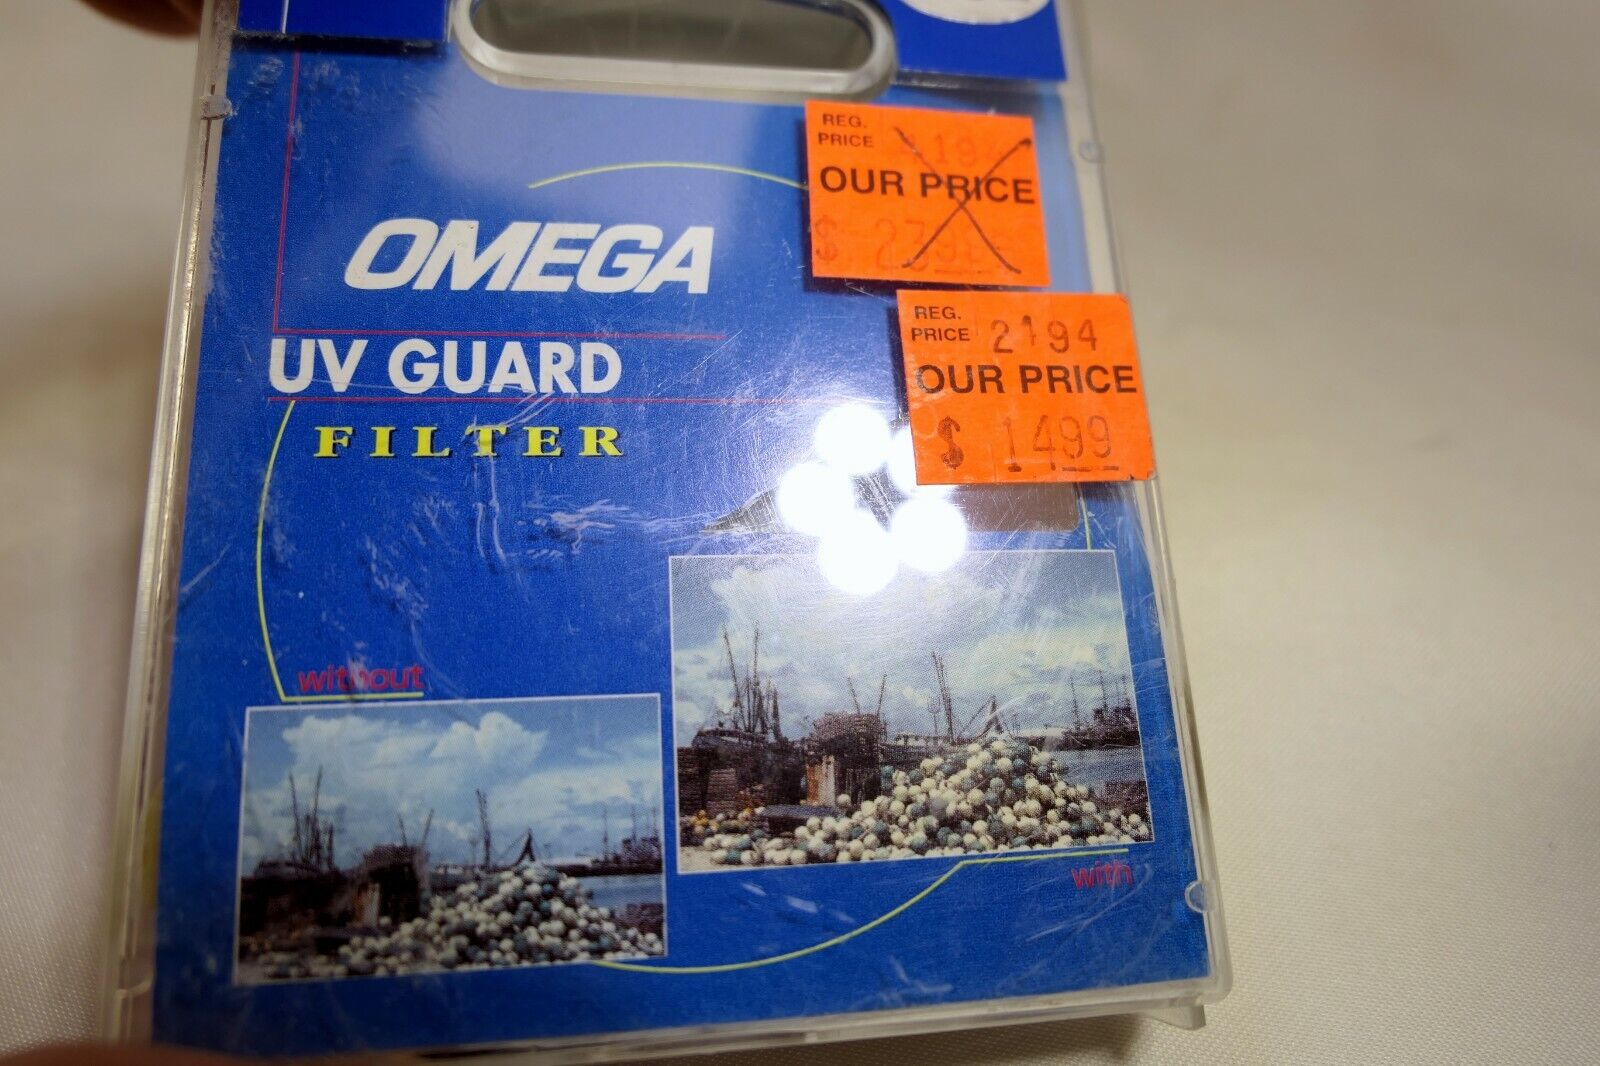 REG.
PRICE
OUR PRICE
$
OMEGA
REG.
PRICE 2194
OUR PRICE
$ 1499
UV GUARD
FILTER
without
with